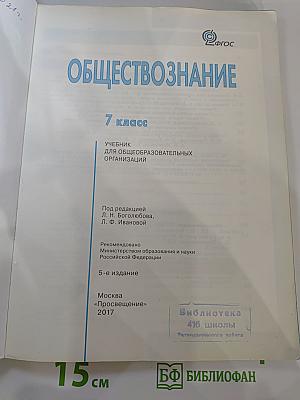 ФГОС
ОБЩЕСТВОЗНАНИЕ
7 класс
УЧЕБНИК
ДЛЯ ОБЩЕОБРАЗОВАТЕЛЬНЫХ
ОРГАНИЗАЦИЙ
Под редакцией
Л. Н. Боголюбова,
Л. Ф. Ивановой
Рекомендовано
Министерством образования и науки
Российской Федерации
5-е издание
Москва
«Просвещение»
2017
Библиотека
416 школы
15 см
БФ БИБЛИОФАН